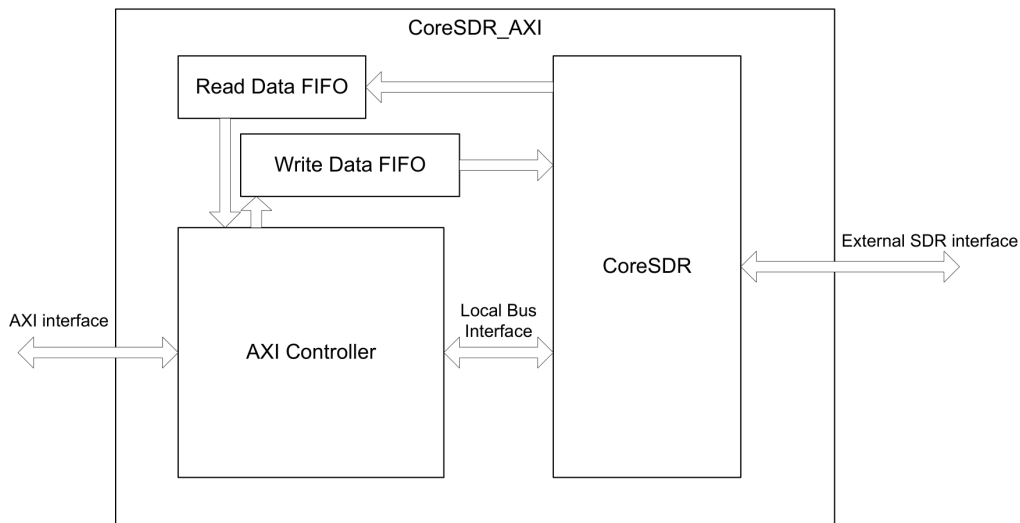 CoreSDR_AXI
Read Data FIFO
Write Data FIFO
External SDR interface
CoreSDR
Local Bus
Interface
AXI interface
AXI Controller